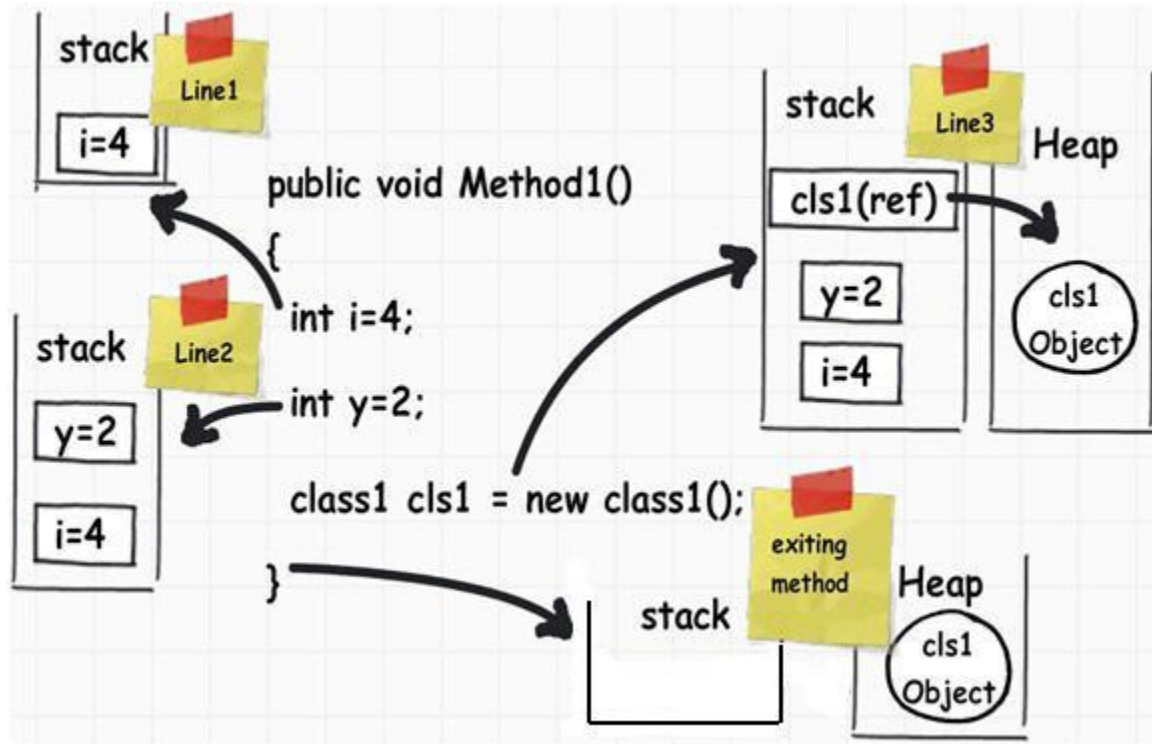 stack
Line1
i=4
public void Method1()
{
int i=4;
stack
Line2
int y=2;
y=2
i=4
class1 cls1 = new class1();
}
stack
Line3
Heap
cls1(ref)
y=2
cls1
Object
i=4
exiting
method
stack
Heap
cls1
Object